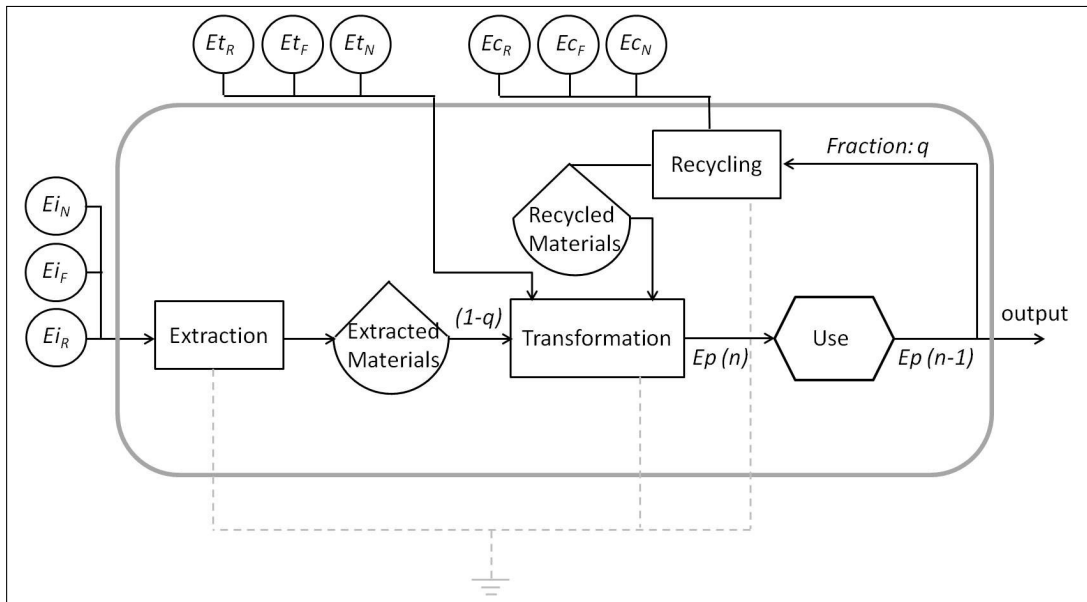 Et_R Et_F Et_N Ec_R Ec_F Ec_N
Fraction: q
Recycling
Ei_N
Recycled
Materials
Ei_F
Ei_R
Extraction
Extracted
Materials
(1-q)
Transformation
Ep (n)
Use
Ep (n-1)
output